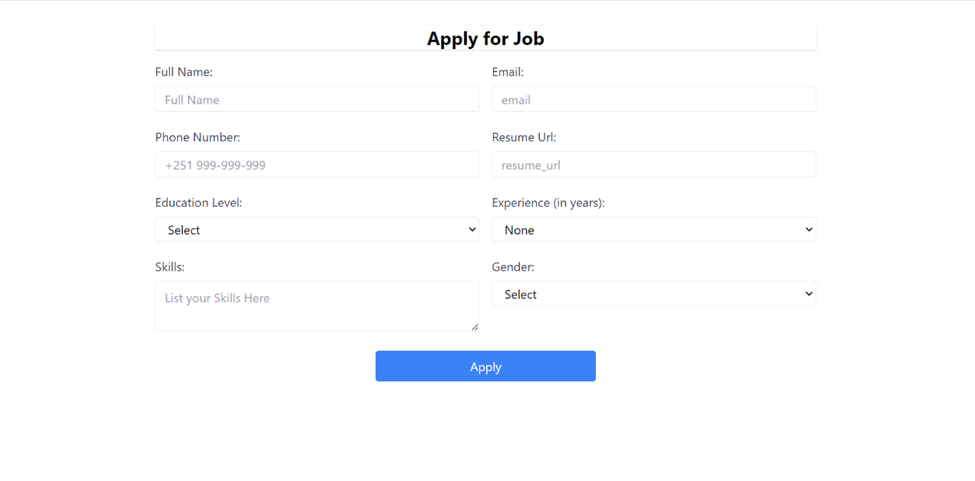 Apply for Job
Full Name:
Email:
Full Name
email
Phone Number:
Resume Url:
+251 999-999-999
resume_url
Education Level:
Experience (in years):
Select
None
Skills:
Gender:
List your Skills Here
Select
Apply